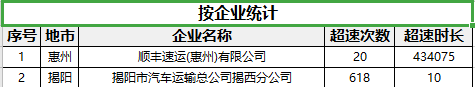 按企业统计
序号 地市 企业名称 超速次数 超速时长
1 惠州 顺丰速运(惠州)有限公司 20 434075
2 揭阳 揭阳市汽车运输总公司揭西分公司 618 10